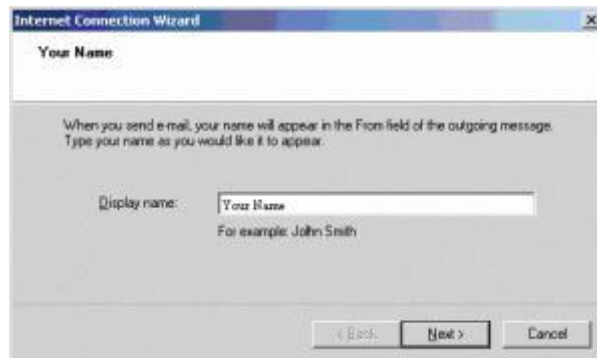 Internet Connection Wizard
Your Name
When you send e-mail, your name will appear in the From field of the outgoing message.
Type your name as you would like it to appear.
Display name: Your Name
For example: John Smith
< Back Next > Cancel